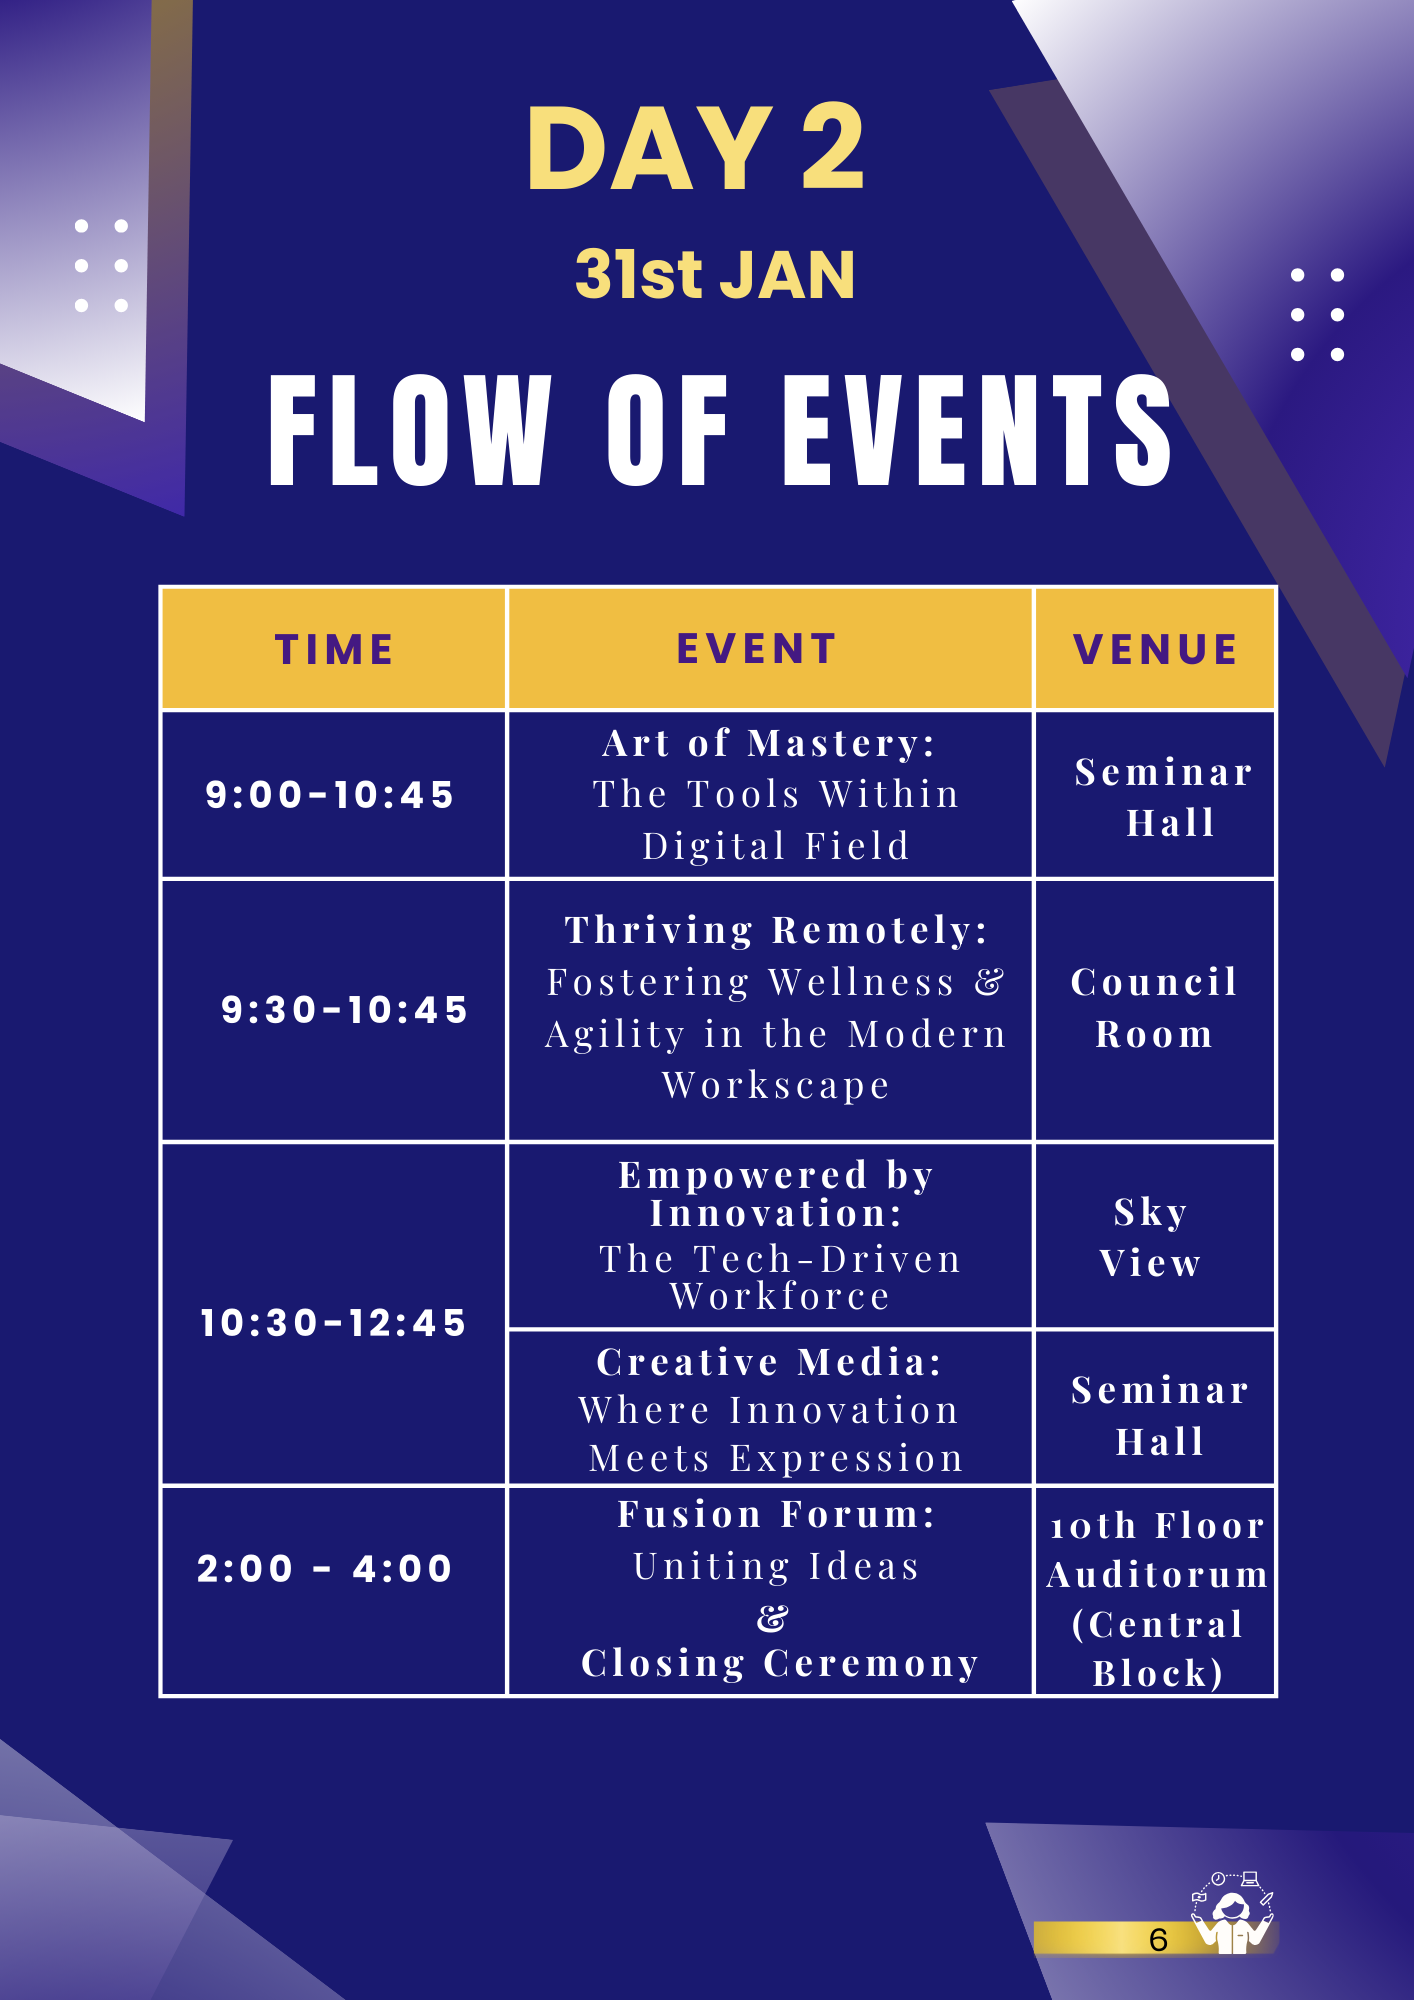 DAY 2
31st JAN
FLOW OF EVENTS
TIME
EVENT
VENUE
9:00-10:45
Art of Mastery:
The Tools Within
Digital Field
Seminar
Hall
9:30-10:45
Thriving Remotely:
Fostering Wellness &
Agility in the Modern
Workscape
Council
Room
10:30-12:45
Empowered by
Innovation:
The Tech-Driven
Workforce
Sky
View
Creative Media:
Where Innovation
Meets Expression
Seminar
Hall
2:00 - 4:00
Fusion Forum:
Uniting Ideas
&
Closing Ceremony
10th Floor
Auditorum
(Central
Block)
6